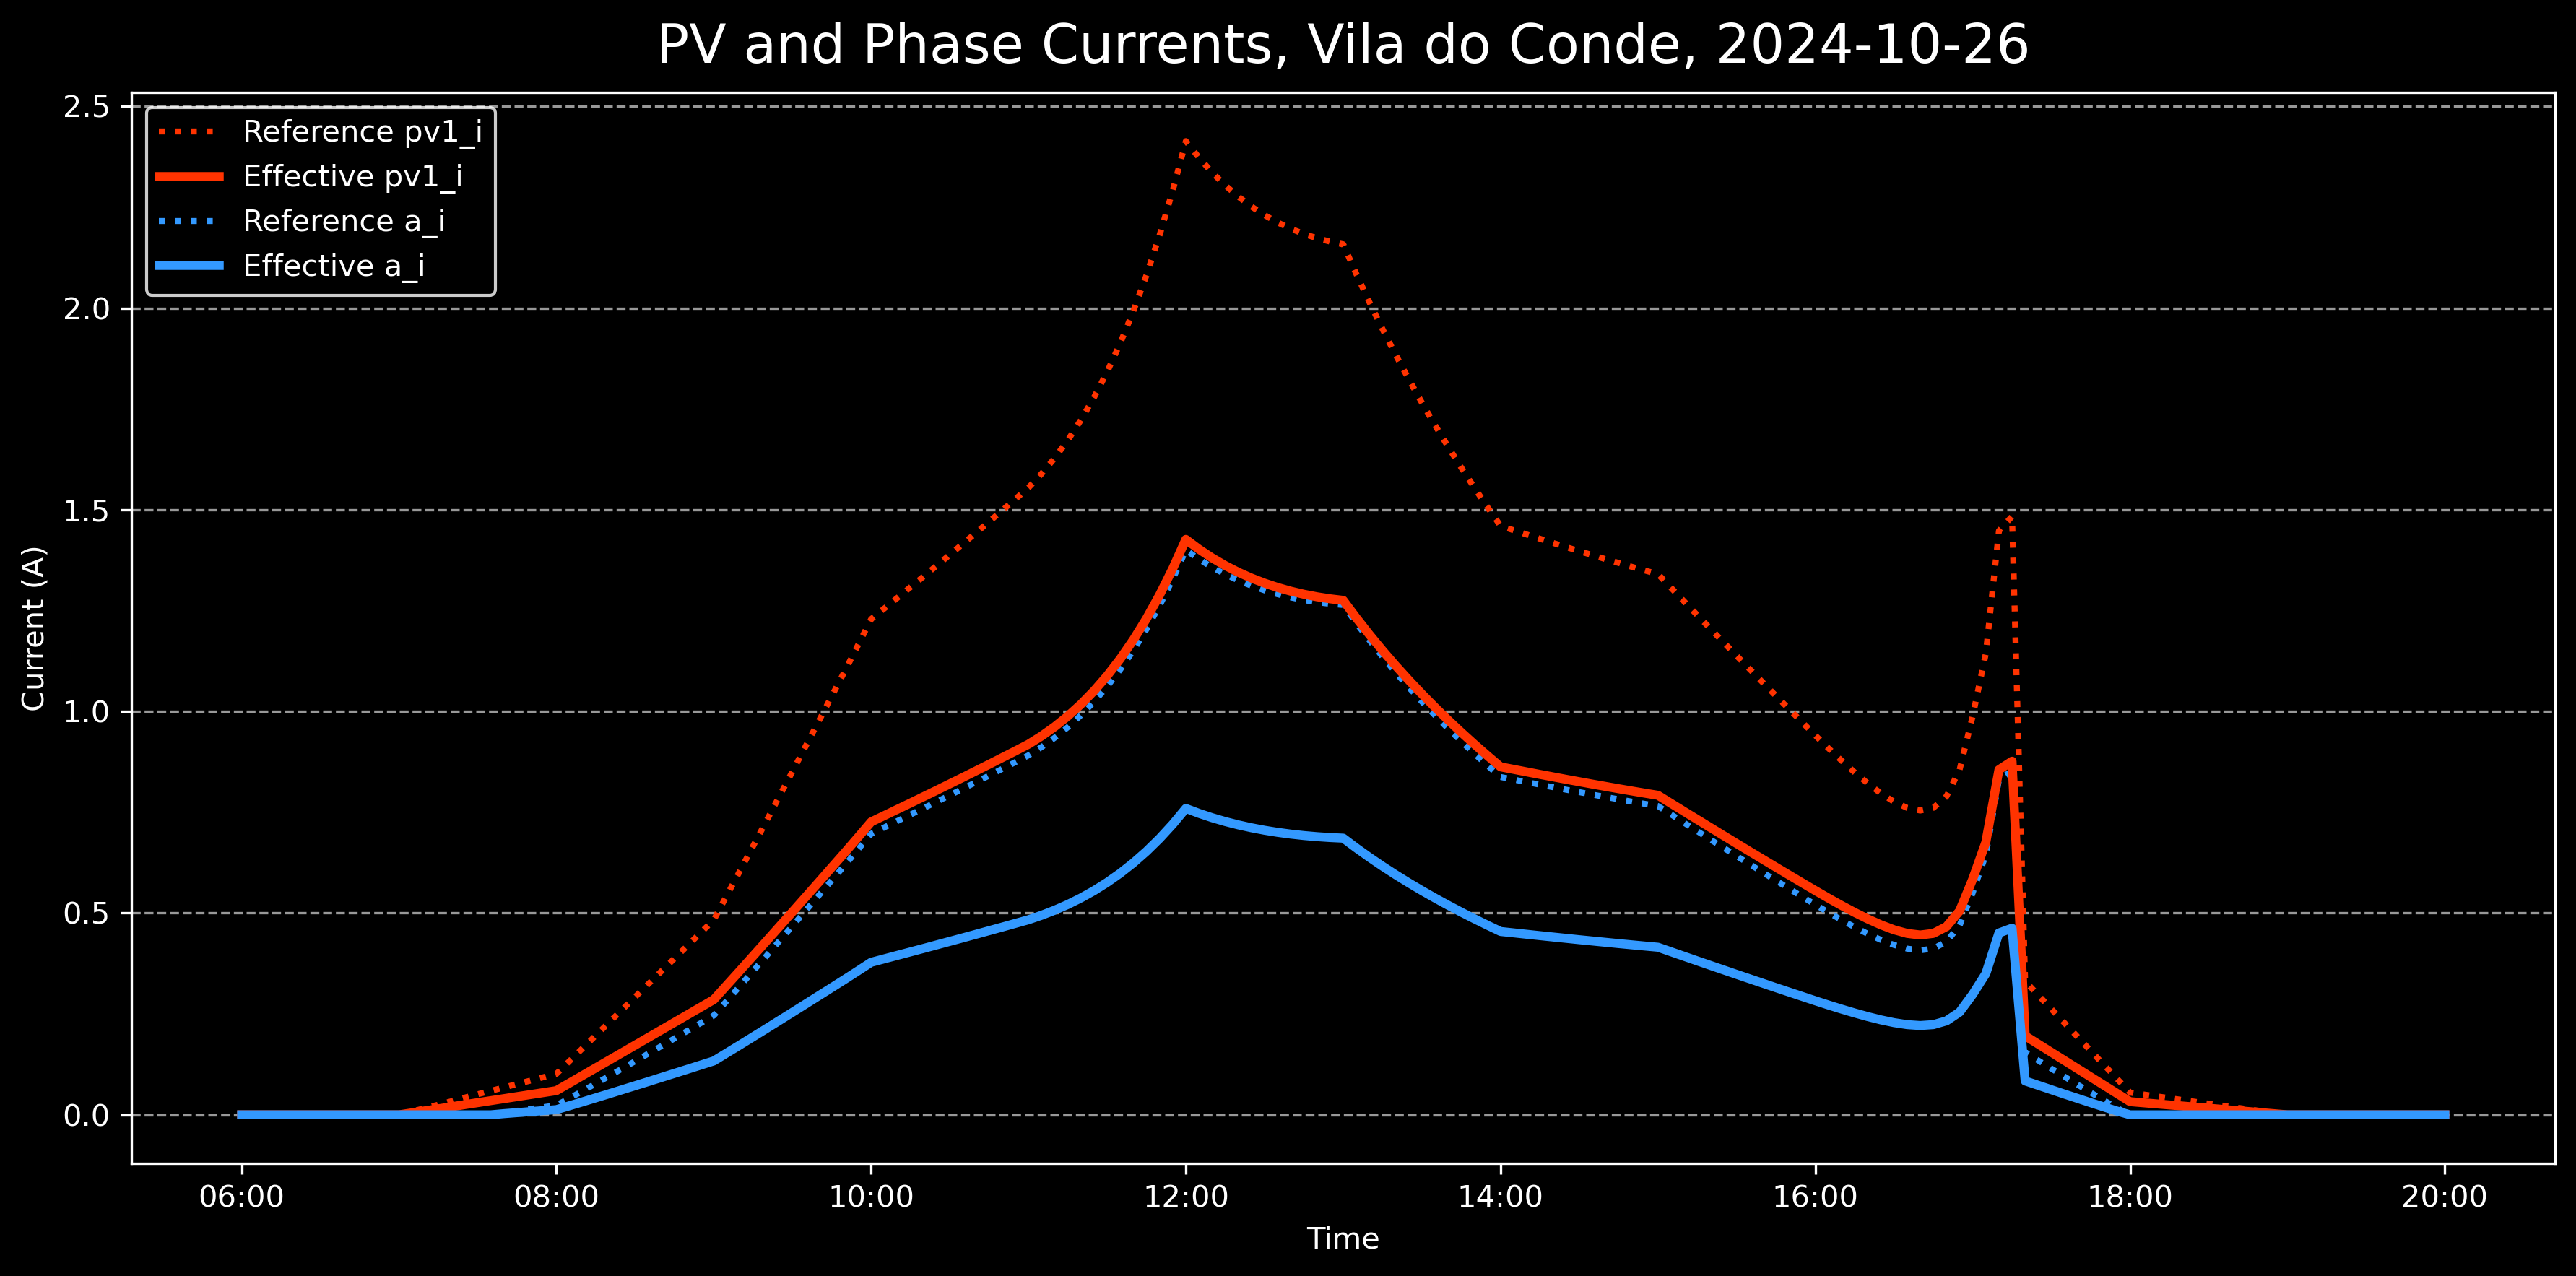 PV and Phase Currents, Vila do Conde, 2024-10-26
Reference pv1_i
Effective pv1_i
Reference a_i
Effective a_i
2.5
2.0
1.5
1.0
0.5
0.0
Current (A)
06:00
08:00
10:00
12:00
14:00
16:00
18:00
20:00
Time